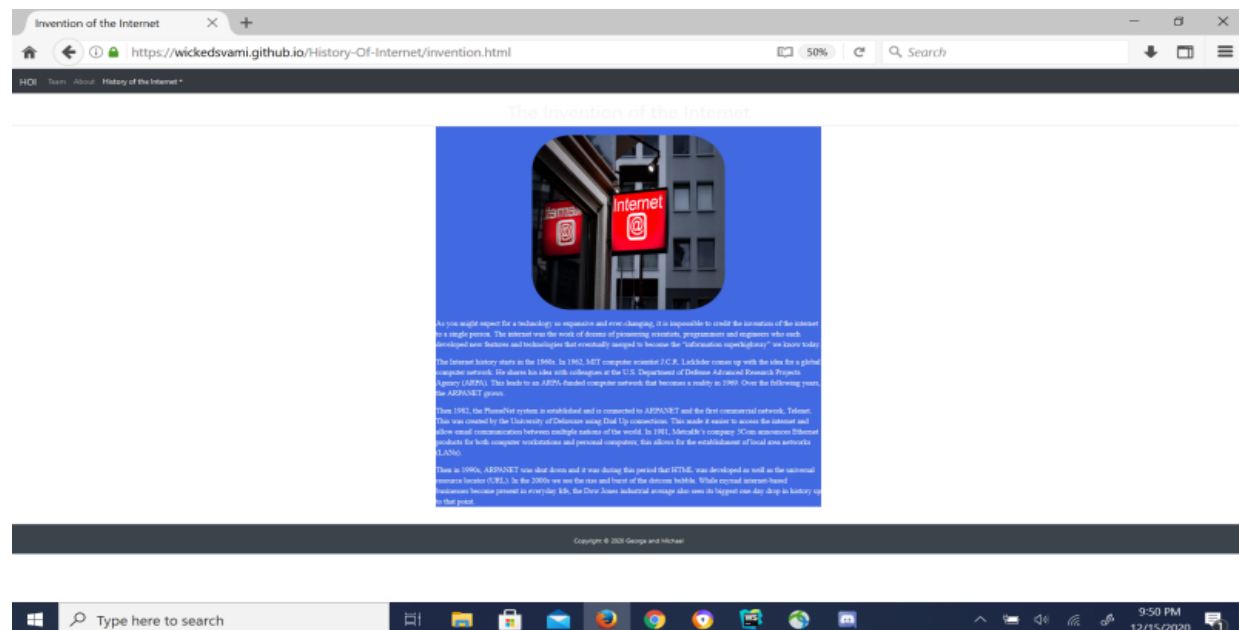 Invention of the Internet
https://wickedsvami.github.io/History-Of-Internet/invention.html
50%
Search
HOI Team About History of the Internet
The Invention of the Internet
Internet
@
As you might expect for a technology so expansive and ever-changing, it is impossible to credit the invention of the internet
to a single person. The internet was the work of dozens of pioneering scientists, programmers and engineers who each
developed new features and technologies that eventually merged to become the "information superhighway" we know today.
The Internet history starts in the 1960s. In 1962, MIT computer scientist J.C.R. Licklider comes up with the idea for a global
computer network. He shares his idea with colleagues at the U.S. Department of Defense Advanced Research Projects
Agency (ARPA). This leads to an ARPA-funded computer network that becomes a reality in 1969. Over the following years,
the ARPANET grows.
Then 1982, the PhoneNet system is established and is connected to ARPANET and the first commercial network, Telenet.
This was created by the University of Delaware using Dial Up connections. This made it easier to access the internet and
allow email communication between multiple nations of the world. In 1981, Metcalfe's company 3Com announces Ethernet
products for both computer workstations and personal computers, this allows for the establishment of local area networks
(LANs).
Then in 1990s, ARPANET was shut down and it was during this period that HTML was developed as well as the universal
resource locator (URL). In the 2000s we see the rise and burst of the dotcom bubble. While myriad internet-based
businesses become present in everyday life, the Dow Jones industrial average also sees its biggest one-day drop in history up
to that point.
Copyright © 2020 George and Michael
Type here to search
9:50 PM
12/15/2020